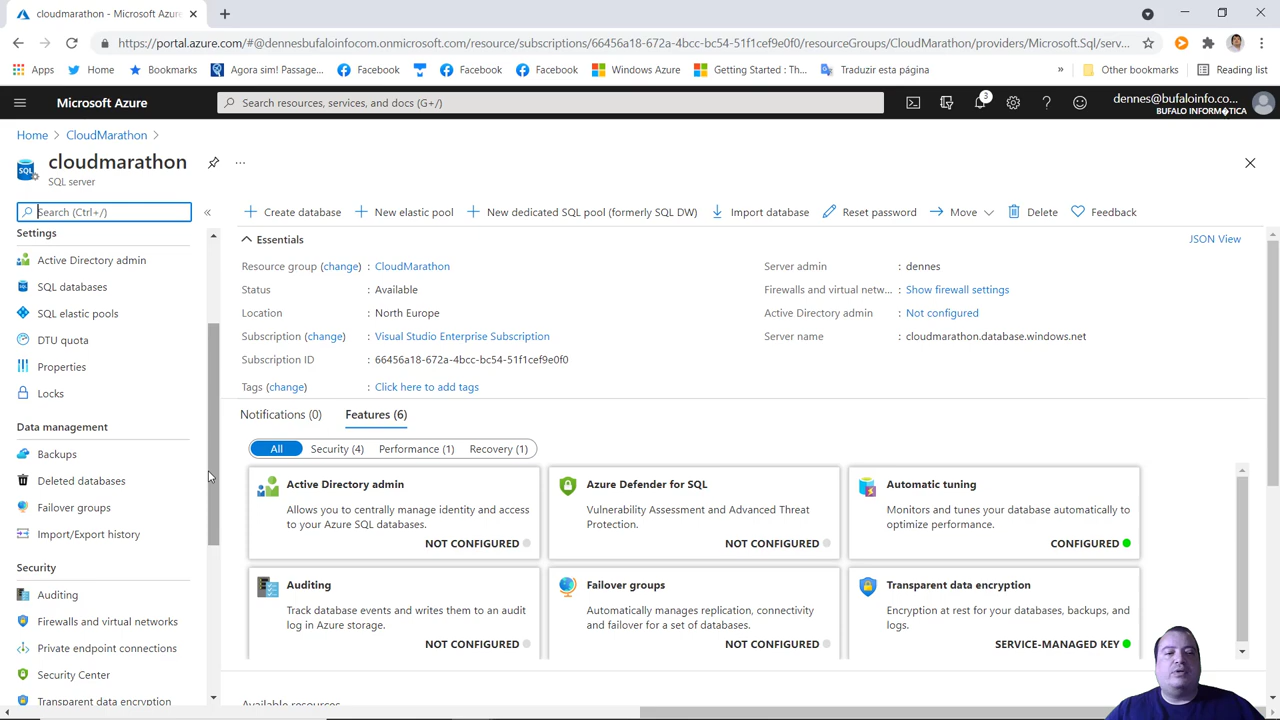 cloudmarathon - Microsoft Azure
https://portal.azure.com/#@dennesbufaloinfocom.onmicrosoft.com/resource/subscriptions/66456a18-672a-4bcc-bc54-51f1cef9e0f0/resourceGroups/CloudMarathon/providers/Microsoft.Sql/serv...
Apps Home Bookmarks Agora sim! Passage... Facebook Facebook Facebook Windows Azure Getting Started : Th... Traduzir esta página » Other bookmarks Reading list
Microsoft Azure
Search resources, services, and docs (G+/)
3
dennes@bufaloinfo.co...
BUFALO INFORM�TICA
Home > CloudMarathon >
cloudmarathon
SQL server
Search (Ctrl+/)
«
Create database New elastic pool New dedicated SQL pool (formerly SQL DW) Import database Reset password Move Delete Feedback
Settings
Active Directory admin
SQL databases
SQL elastic pools
DTU quota
Properties
Locks
Data management
Backups
Deleted databases
Failover groups
Import/Export history
Security
Auditing
Firewalls and virtual networks
Private endpoint connections
Security Center
Transparent data encryption
Essentials
JSON View
Resource group (change) : CloudMarathon
Status : Available
Location : North Europe
Subscription (change) : Visual Studio Enterprise Subscription
Subscription ID : 66456a18-672a-4bcc-bc54-51f1cef9e0f0
Tags (change) : Click here to add tags
Server admin : dennes
Firewalls and virtual netw... : Show firewall settings
Active Directory admin : Not configured
Server name : cloudmarathon.database.windows.net
Notifications (0) Features (6)
All Security (4) Performance (1) Recovery (1)
Active Directory admin
Allows you to centrally manage identity and access
to your Azure SQL databases.
NOT CONFIGURED
Azure Defender for SQL
Vulnerability Assessment and Advanced Threat
Protection.
NOT CONFIGURED
Automatic tuning
Monitors and tunes your database automatically to
optimize performance.
CONFIGURED
Auditing
Track database events and writes them to an audit
log in Azure storage.
NOT CONFIGURED
Failover groups
Automatically manages replication, connectivity
and failover for a set of databases.
NOT CONFIGURED
Transparent data encryption
Encryption at rest for your databases, backups, and
logs.
SERVICE-MANAGED KEY
Available resources